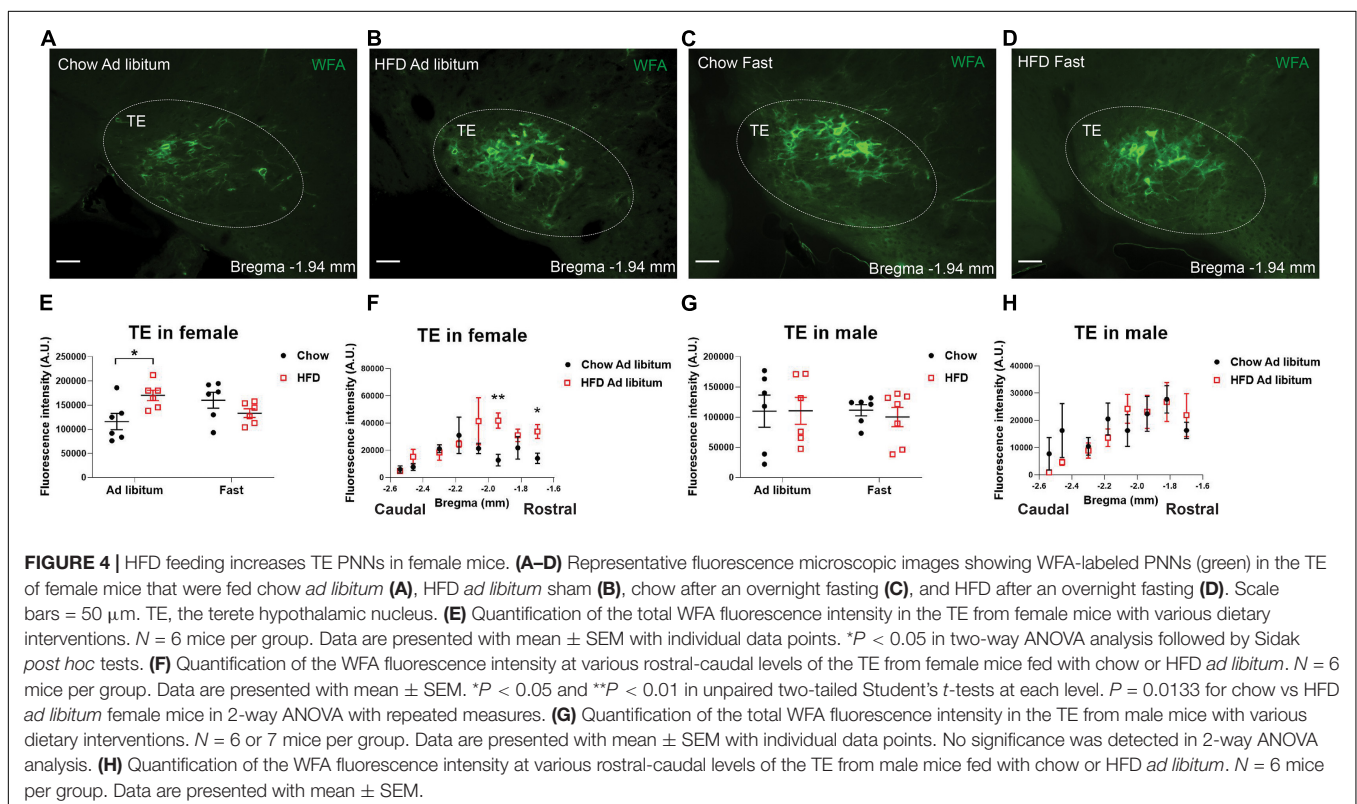 A
B
C
D
Chow Ad libitum
WFA
HFD Ad libitum
WFA
Chow Fast
WFA
HFD Fast
WFA
TE
TE
TE
TE
Bregma -1.94 mm
Bregma -1.94 mm
Bregma -1.94 mm
Bregma -1.94 mm
E
TE in female
Fluorescence intensity (A.U.)
250000
200000
150000
100000
50000
0
*
Chow
HFD
Ad libitum
Fast
F
TE in female
Fluorescence intensity (A.U.)
80000
60000
40000
20000
0
Chow Ad libitum
HFD Ad libitum
**
*
-2.6
-2.4
-2.2
-2.0
-1.8
-1.6
Bregma (mm)
Caudal
Rostral
G
TE in male
Fluorescence intensity (A.U.)
200000
150000
100000
50000
0
Chow
HFD
Ad libitum
Fast
H
TE in male
Fluorescence intensity (A.U.)
40000
30000
20000
10000
0
Chow Ad libitum
HFD Ad libitum
-2.6
-2.4
-2.2
-2.0
-1.8
-1.6
Bregma (mm)
Caudal
Rostral
FIGURE 4 | HFD feeding increases TE PNNs in female mice. (A–D) Representative fluorescence microscopic images showing WFA-labeled PNNs (green) in the TE
of female mice that were fed chow ad libitum (A), HFD ad libitum sham (B), chow after an overnight fasting (C), and HFD after an overnight fasting (D). Scale
bars = 50 μm. TE, the terete hypothalamic nucleus. (E) Quantification of the total WFA fluorescence intensity in the TE from female mice with various dietary
interventions. N = 6 mice per group. Data are presented with mean ± SEM with individual data points. *P < 0.05 in two-way ANOVA analysis followed by Sidak
post hoc tests. (F) Quantification of the WFA fluorescence intensity at various rostral-caudal levels of the TE from female mice fed with chow or HFD ad libitum. N = 6
mice per group. Data are presented with mean ± SEM. *P < 0.05 and **P < 0.01 in unpaired two-tailed Student's t-tests at each level. P = 0.0133 for chow vs HFD
ad libitum female mice in 2-way ANOVA with repeated measures. (G) Quantification of the total WFA fluorescence intensity in the TE from male mice with various
dietary interventions. N = 6 or 7 mice per group. Data are presented with mean ± SEM with individual data points. No significance was detected in 2-way ANOVA
analysis. (H) Quantification of the WFA fluorescence intensity at various rostral-caudal levels of the TE from male mice fed with chow or HFD ad libitum. N = 6 mice
per group. Data are presented with mean ± SEM.